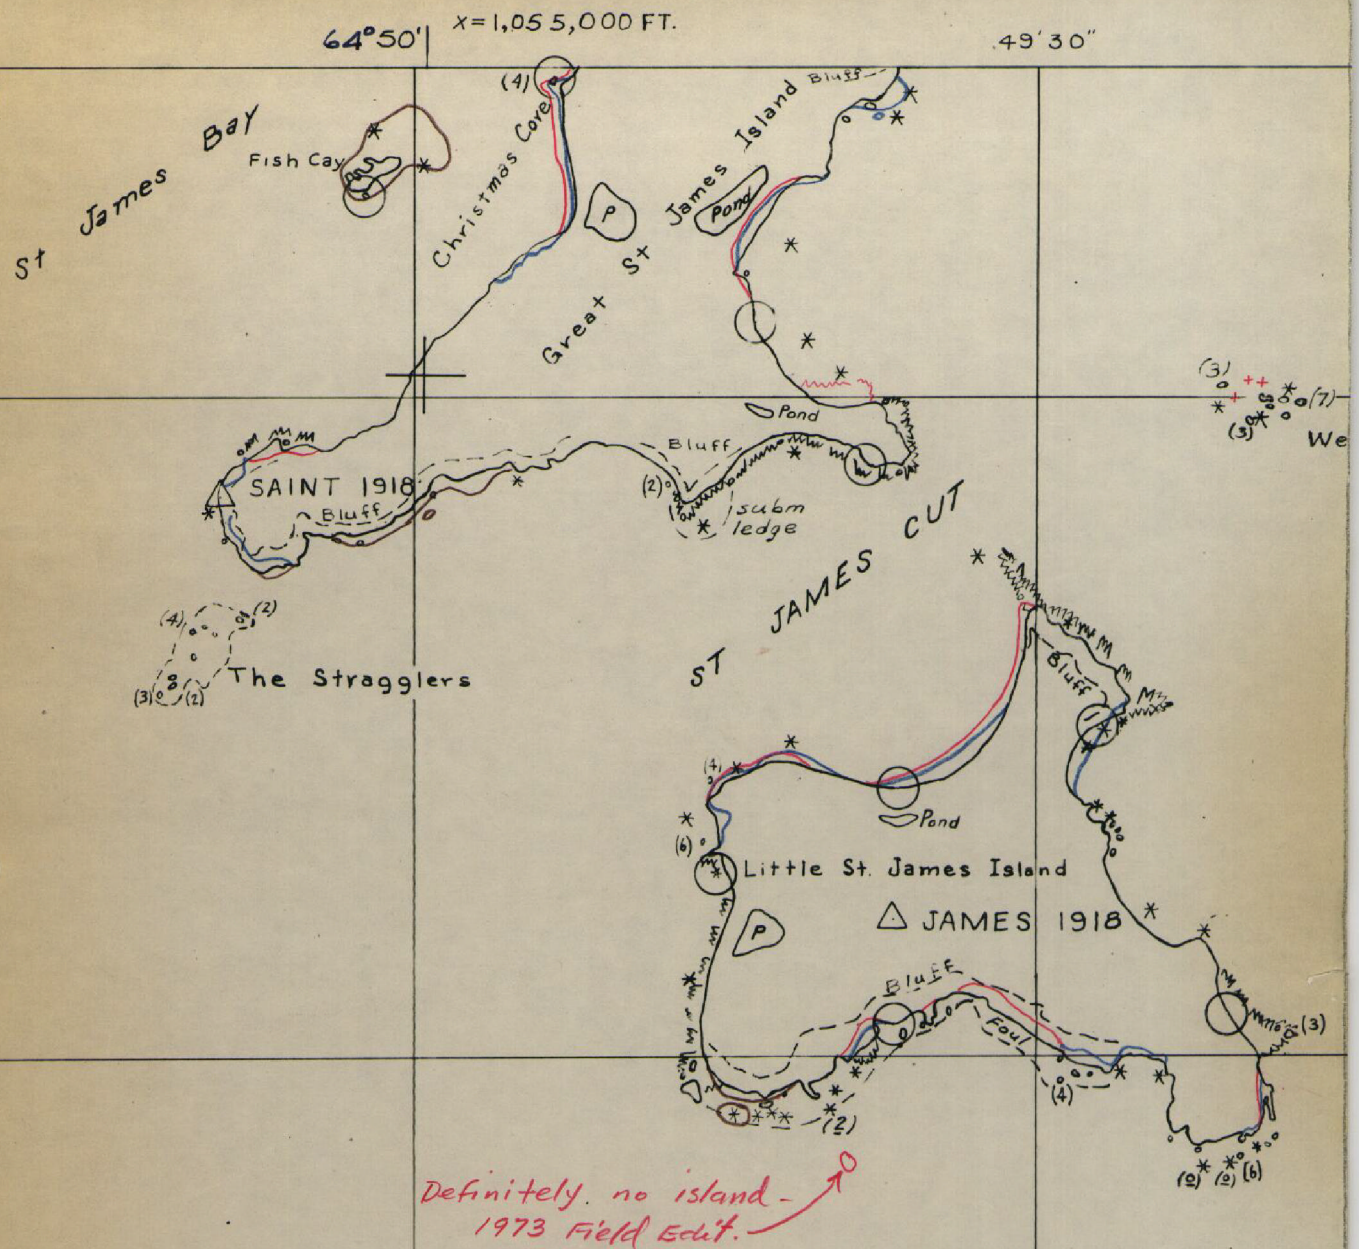 64°50'
x=1,055,000 FT.
49'30"
(4)
Bluff
St James Bay
Fish Cay
Christmas Cove
P
Great St James Island
Pond
(3)
(7)
(3)
We
Pond
Bluff
SAINT 1918
Bluff
(2)
subm
ledge
ST JAMES CUT
(4)
(2)
The Stragglers
(3)
(2)
Bluff
(4)
Pond
(6)
Little St. James Island
P
JAMES 1918
Bluff
Foul
(3)
(4)
(2)
(2)
(2)
(6)
Definitely no island -
1973 Field Edit.